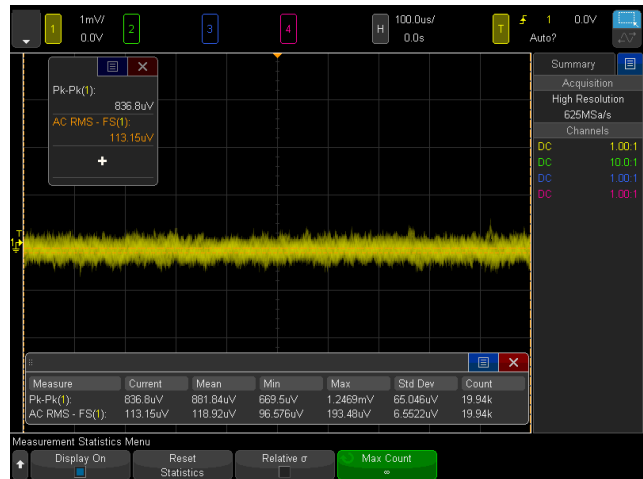 1 1mV/ 0.0V 2 3 4 H 100.0us/ 0.0s T 1 0.0V Auto?
Summary
Acquisition
High Resolution
625MSa/s
Channels
DC 1.00:1
DC 10.0:1
DC 1.00:1
DC 1.00:1
Pk-Pk(1):
836.8uV
AC RMS - FS(1):
113.15uV
T
1
Measure Current Mean Min Max Std Dev Count
Pk-Pk(1): 836.8uV 881.84uV 669.5uV 1.2469mV 65.046uV 19.94k
AC RMS - FS(1): 113.15uV 118.92uV 96.576uV 193.48uV 6.5522uV 19.94k
Measurement Statistics Menu
Display On
Reset Statistics
Relative σ
Max Count
∞